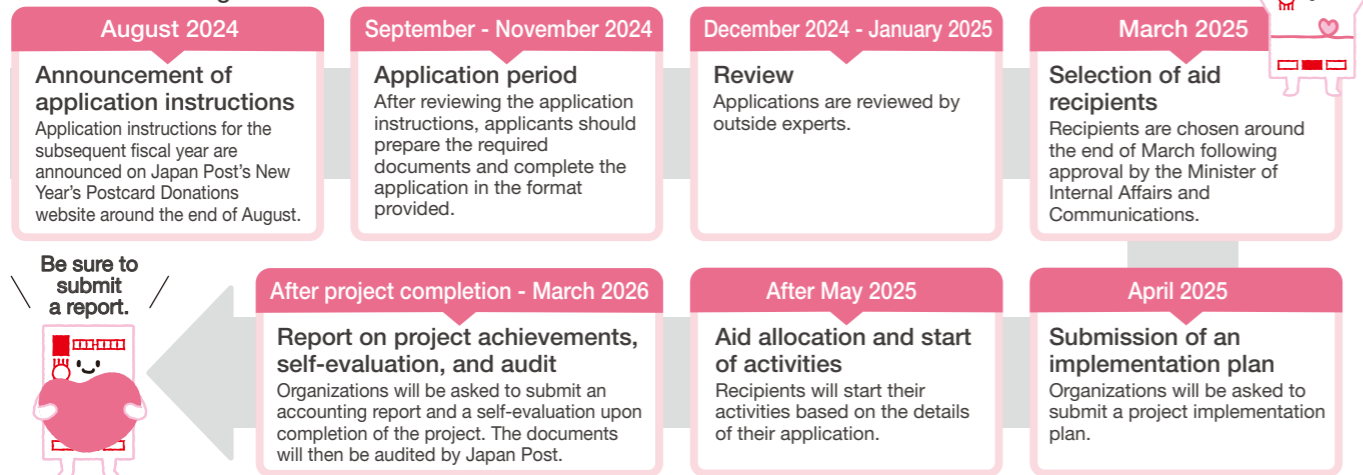 August 2024
Announcement of
application instructions
Application instructions for the
subsequent fiscal year are
announced on Japan Post's New
Year's Postcard Donations
website around the end of August.
September - November 2024
Application period
After reviewing the application
instructions, applicants should
prepare the required
documents and complete the
application in the format
provided.
December 2024 - January 2025
Review
Applications are reviewed by
outside experts.
March 2025
Selection of aid
recipients
Recipients are chosen around
the end of March following
approval by the Minister of
Internal Affairs and
Communications.
April 2025
Submission of an
implementation plan
Organizations will be asked to
submit a project implementation
plan.
After May 2025
Aid allocation and start
of activities
Recipients will start their
activities based on the details
of their application.
After project completion - March 2026
Report on project achievements,
self-evaluation, and audit
Organizations will be asked to submit an
accounting report and a self-evaluation upon
completion of the project. The documents
will then be audited by Japan Post.
Be sure to
submit
a report.